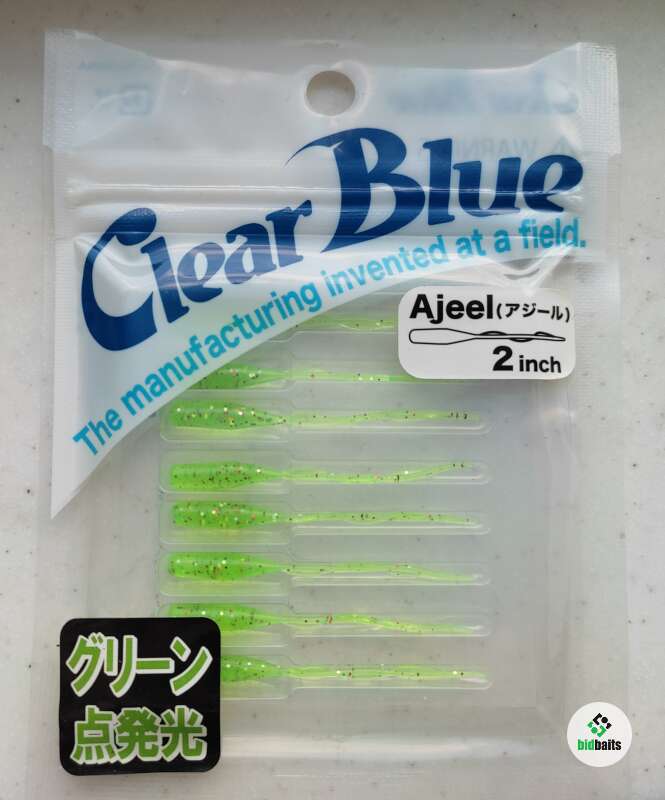 Clear Blue
The manufacturing invented at a field.
Ajeel(アジール)
2 inch
グリーン
点発光
bidbaits